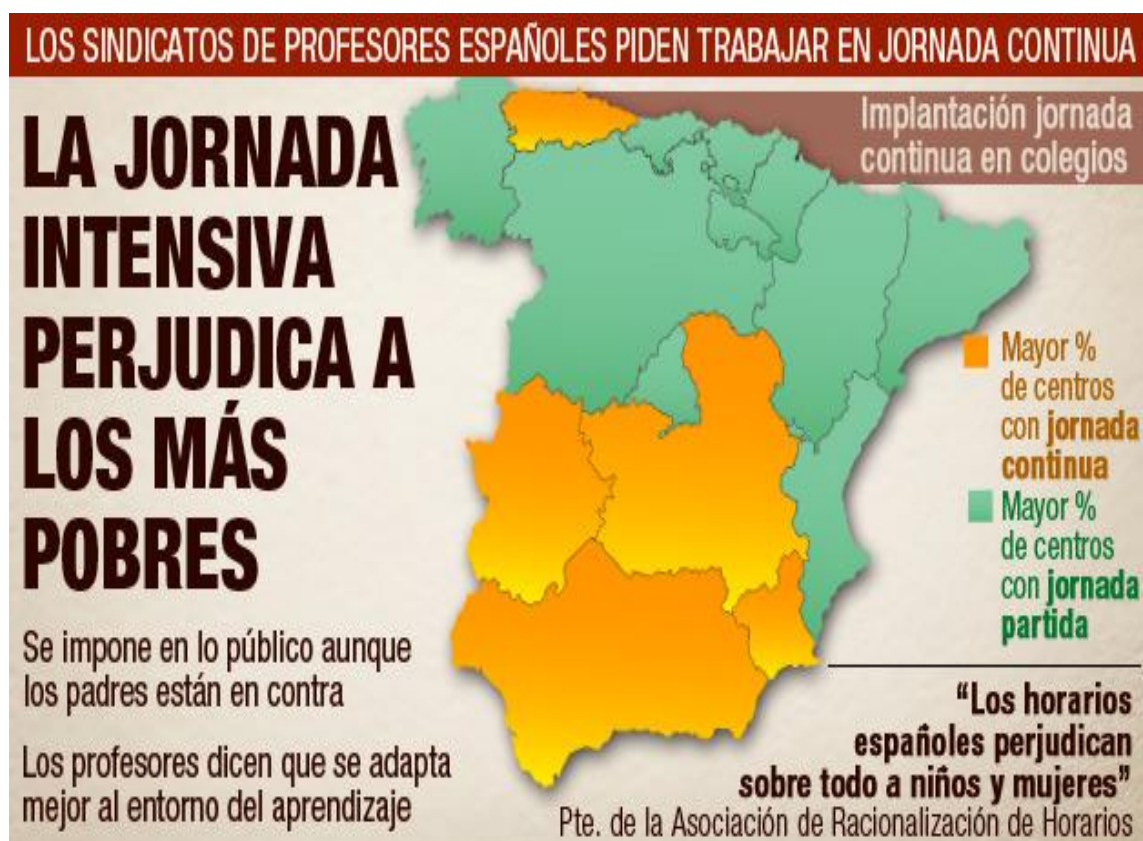 LOS SINDICATOS DE PROFESORES ESPAÑOLES PIDEN TRABAJAR EN JORNADA CONTINUA
LA JORNADA
INTENSIVA
PERJUDICA A
LOS MÁS
POBRES
Se impone en lo público aunque
los padres están en contra
Los profesores dicen que se adapta
mejor al entorno del aprendizaje
Implantación jornada
continua en colegios
Mayor %
de centros
con jornada
continua
Mayor %
de centros
con jornada
partida
“Los horarios
españoles perjudican
sobre todo a niños y mujeres”
Pte. de la Asociación de Racionalización de Horarios